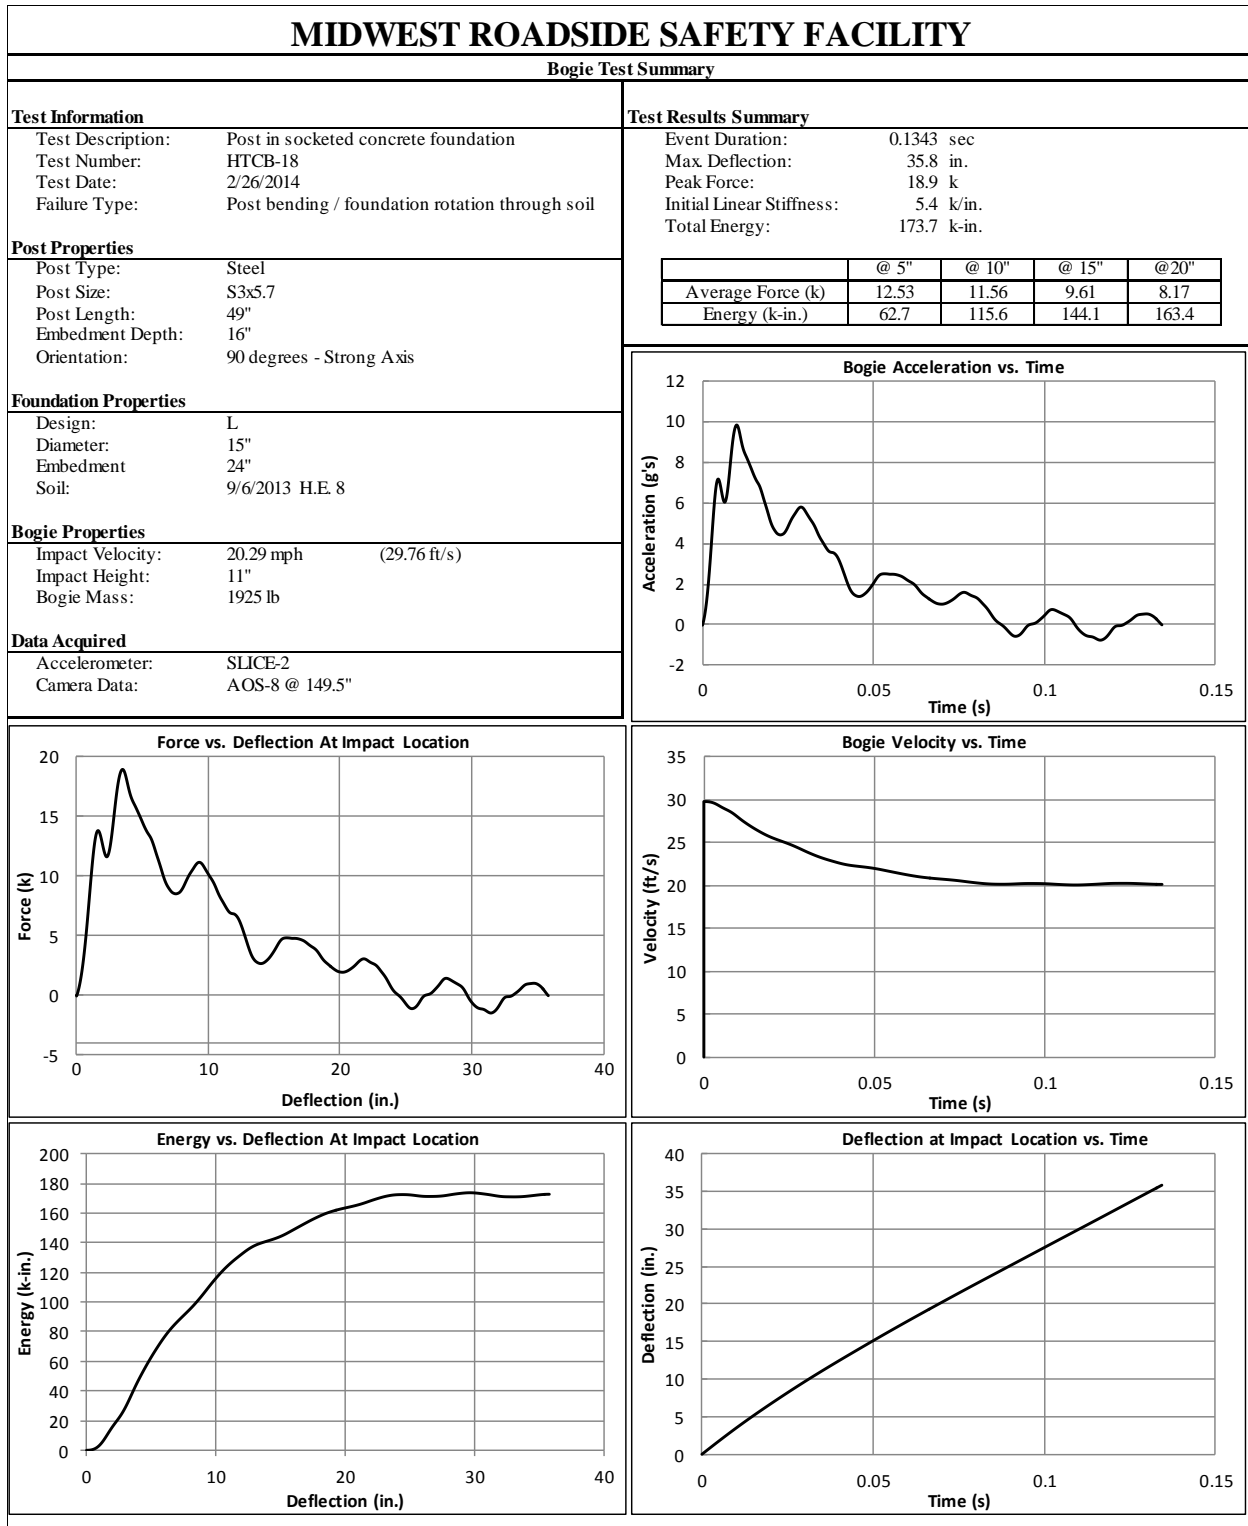 MIDWEST ROADSIDE SAFETY FACILITY
Bogie Test Summary
Test Information
Test Description: Post in socketed concrete foundation
Test Number: HTCB-18
Test Date: 2/26/2014
Failure Type: Post bending / foundation rotation through soil
Post Properties
Post Type: Steel
Post Size: S3x5.7
Post Length: 49"
Embedment Depth: 16"
Orientation: 90 degrees - Strong Axis
Foundation Properties
Design: L
Diameter: 15"
Embedment 24"
Soil: 9/6/2013 H.E. 8
Bogie Properties
Impact Velocity: 20.29 mph (29.76 ft/s)
Impact Height: 11"
Bogie Mass: 1925 lb
Data Acquired
Accelerometer: SLICE-2
Camera Data: AOS-8 @ 149.5"
Test Results Summary
Event Duration: 0.1343 sec
Max. Deflection: 35.8 in.
Peak Force: 18.9 k
Initial Linear Stiffness: 5.4 k/in.
Total Energy: 173.7 k-in.
@ 5" @ 10" @ 15" @20"
Average Force (k) 12.53 11.56 9.61 8.17
Energy (k-in.) 62.7 115.6 144.1 163.4
Bogie Acceleration vs. Time
Acceleration (g's)
12
10
8
6
4
2
0
-2
0 0.05 0.1 0.15
Time (s)
Force vs. Deflection At Impact Location
Force (k)
20
15
10
5
0
-5
0 10 20 30 40
Deflection (in.)
Bogie Velocity vs. Time
Velocity (ft/s)
35
30
25
20
15
10
5
0
0 0.05 0.1 0.15
Time (s)
Energy vs. Deflection At Impact Location
Energy (k-in.)
200
180
160
140
120
100
80
60
40
20
0
0 10 20 30 40
Deflection (in.)
Deflection at Impact Location vs. Time
Deflection (in.)
40
35
30
25
20
15
10
5
0
0 0.05 0.1 0.15
Time (s)